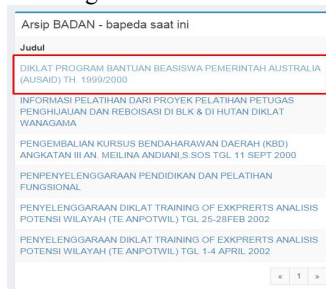 Arsip BADAN - bapeda saat ini
Judul
DIKLAT PROGRAM BANTUAN BEASISWA PEMERINTAH AUSTRALIA
(AUSAID) TH. 1999/2000
INFORMASI PELATIHAN DARI PROYEK PELATIHAN PETUGAS
PENGHIJAUAN DAN REBOISASI DI BLK & DI HUTAN DIKLAT
WANAGAMA
PENGEMBALIAN KURSUS BENDAHARAWAN DAERAH (KBD)
ANGKATAN III AN. MEILINA ANDIANI,S.SOS TGL 11 SEPT 2000
PENPENYELENGGARAAN PENDIDIKAN DAN PELATIHAN
FUNGSIONAL
PENYELENGGARAAN DIKLAT TRAINING OF EXKPRERTS ANALISIS
POTENSI WILAYAH (TE ANPOTWIL) TGL 25-28FEB 2002
PENYELENGGARAAN DIKLAT TRAINING OF EXKPRERTS ANALISIS
POTENSI WILAYAH (TE ANPOTWIL) TGL 1-4 APRIL 2002
« 1 »